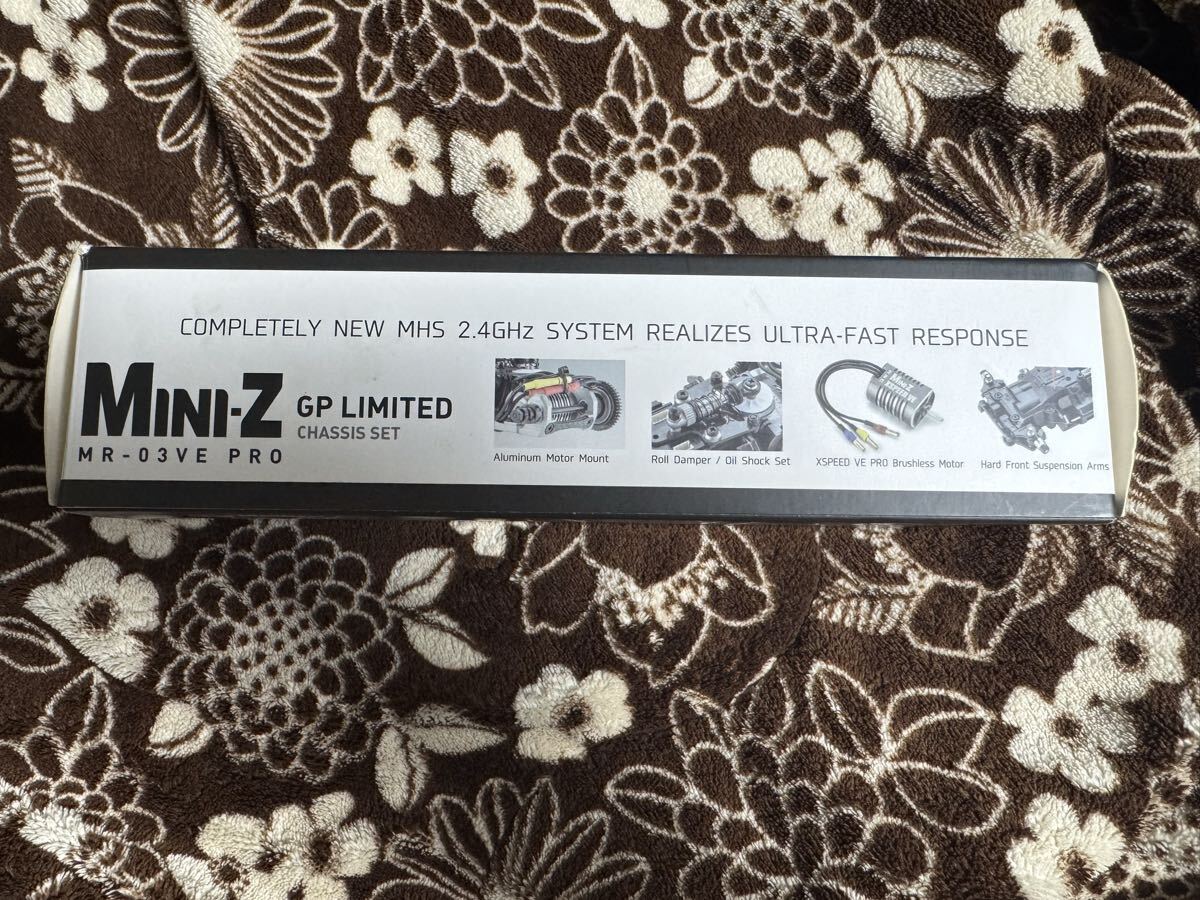 COMPLETELY NEW MHS 2.4GHz SYSTEM REALIZES ULTRA-FAST RESPONSE
MINI-Z
GP LIMITED
CHASSIS SET
MR-03VE PRO
Aluminum Motor Mount
Roll Damper / Oil Shock Set
XSPEED VE PRO Brushless Motor
Hard Front Suspension Arms